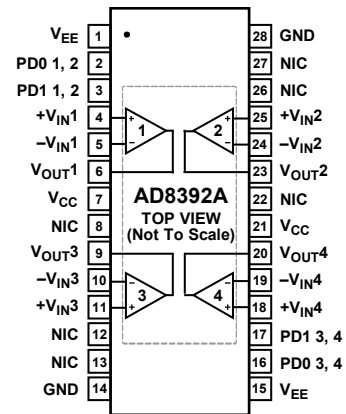 VEE 1 28 GND
PD0 1, 2 2 27 NIC
PD1 1, 2 3 26 NIC
+VIN1 4 + + 25 +VIN2
1 2
–VIN1 5 – – 24 –VIN2
VOUT1 6 23 VOUT2
VCC 7 AD8392A 22 NIC
TOP VIEW
NIC 8 (Not To Scale) 21 VCC
VOUT3 9 20 VOUT4
–VIN3 10 – – 19 –VIN4
3 4
+VIN3 11 + + 18 +VIN4
NIC 12 17 PD1 3, 4
NIC 13 16 PD0 3, 4
GND 14 15 VEE